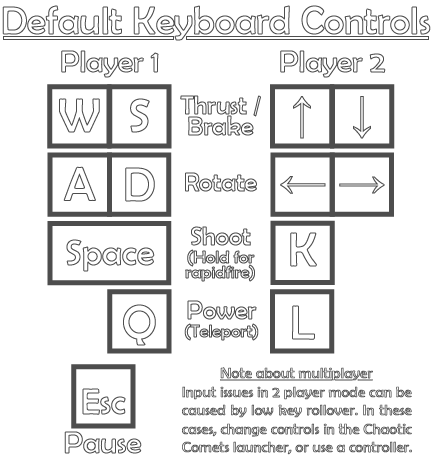 Default Keyboard Controls
Player 1 Player 2
W S Thrust / Brake ↑ ↓
A D Rotate ← →
Space Shoot (Hold for rapidfire) K
Q Power (Teleport) L
Esc
Pause
Note about multiplayer
Input issues in 2 player mode can be
caused by low key rollover. In these
cases, change controls in the Chaotic
Comets launcher, or use a controller.